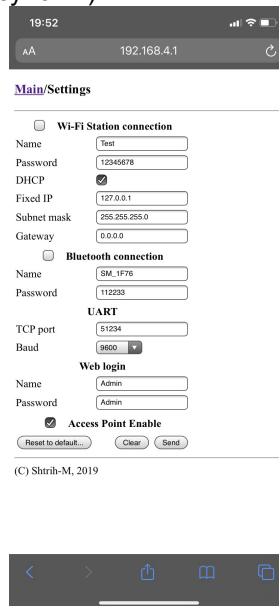 19:52
AA 192.168.4.1
Main/Settings
Wi-Fi Station connection
Name Test
Password 12345678
DHCP
Fixed IP 127.0.0.1
Subnet mask 255.255.255.0
Gateway 0.0.0.0
Bluetooth connection
Name SM_1F76
Password 112233
UART
TCP port 51234
Baud 9600
Web login
Name Admin
Password Admin
Access Point Enable
Reset to default... Clear Send
(C) Shtrih-M, 2019